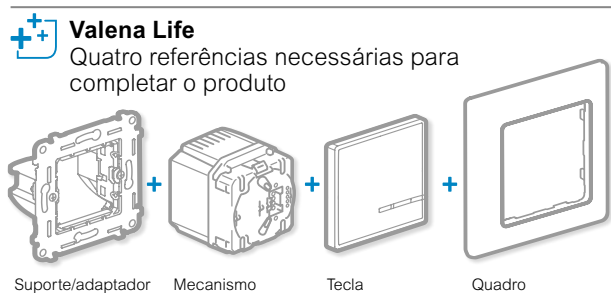 Valena Life
Quatro referências necessárias para
completar o produto
+ + +
Suporte/adaptador Mecanismo Tecla Quadro